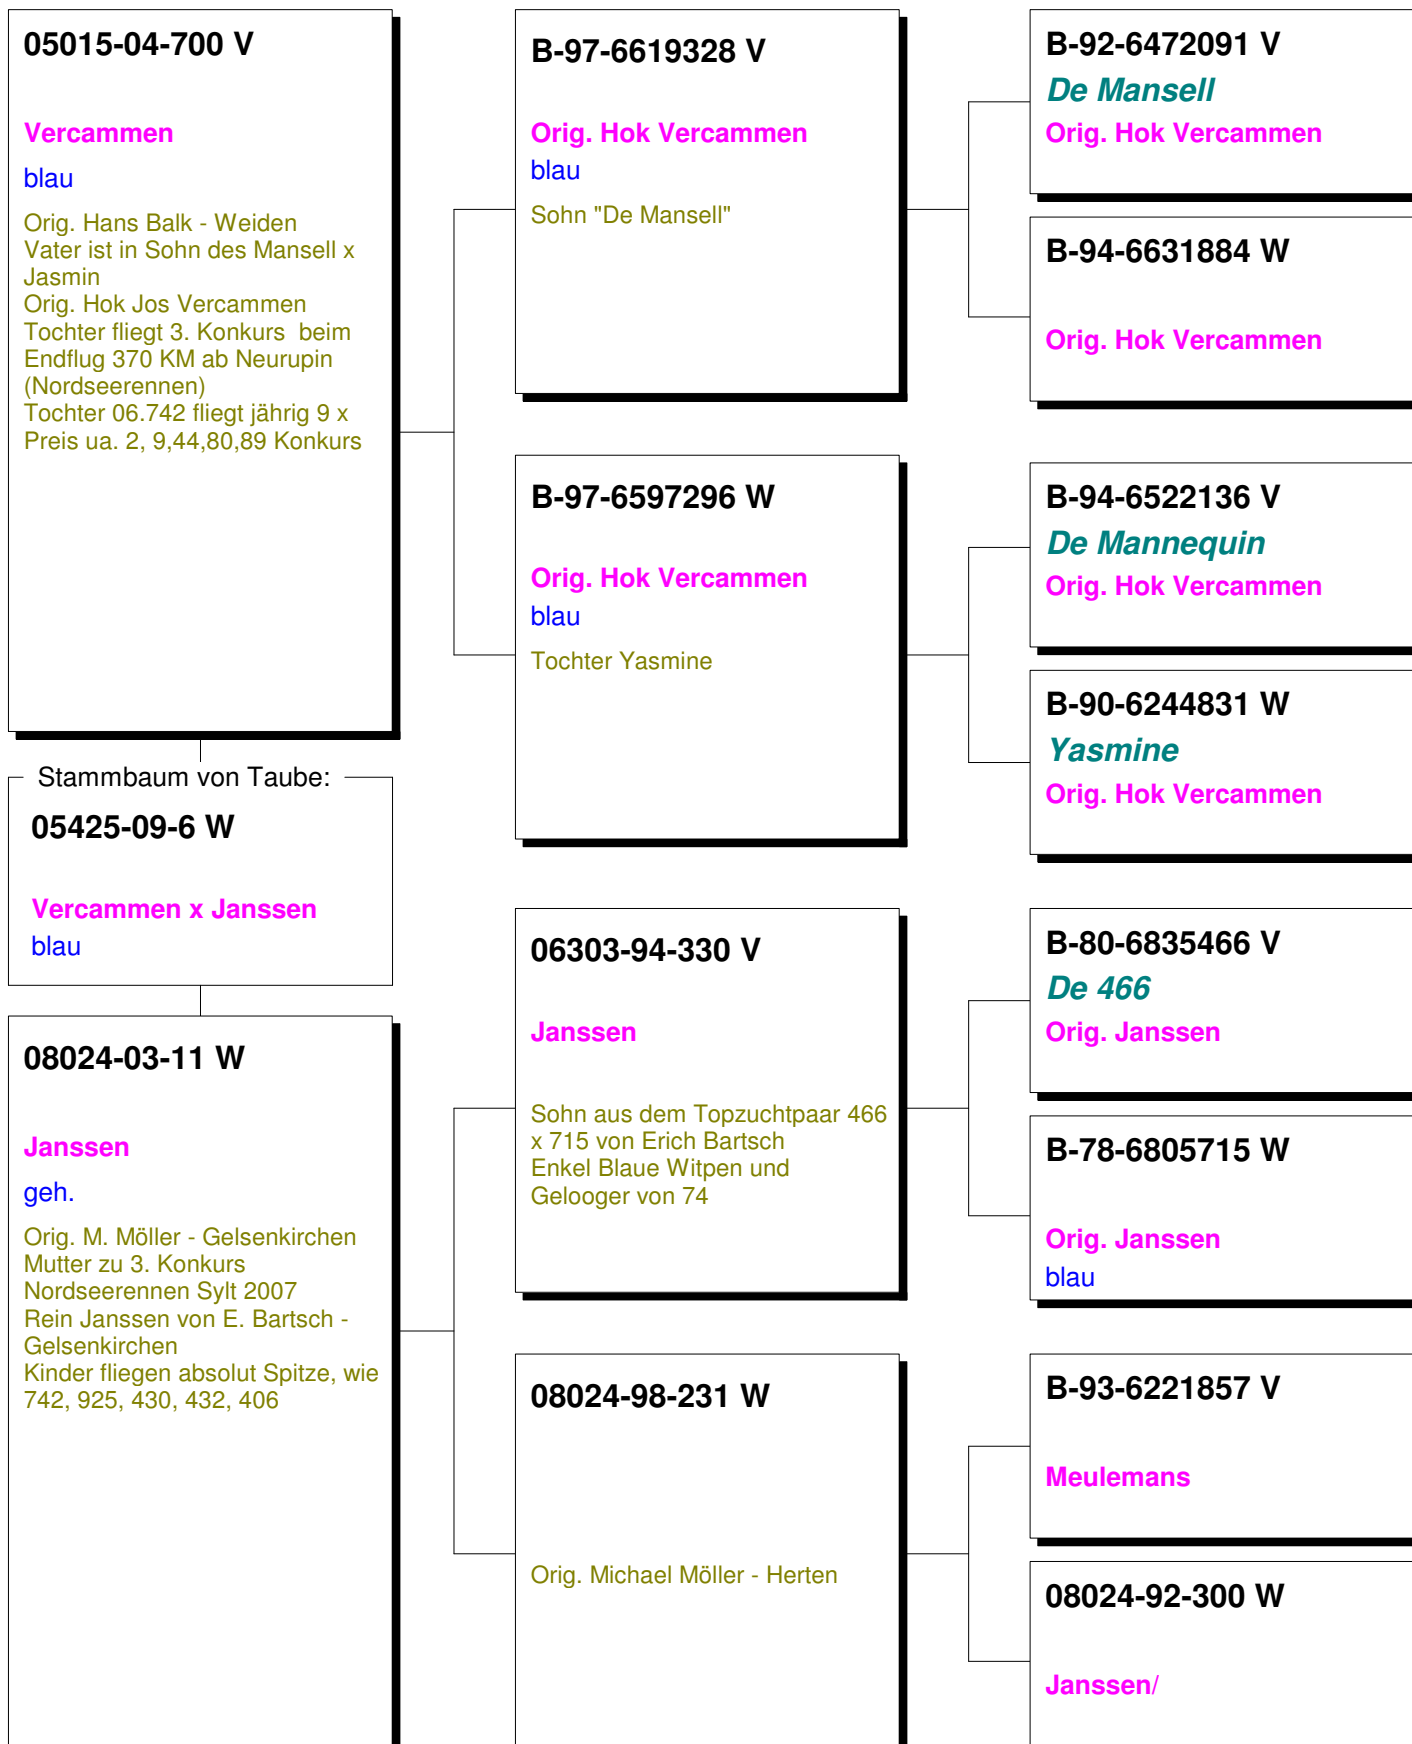 05015-04-700 V
Vercammen
blau
Orig. Hans Balk - Weiden
Vater ist in Sohn des Mansell x
Jasmin
Orig. Hok Jos Vercammen
Tochter fliegt 3. Konkurs  beim
Endflug 370 KM ab Neurupin
(Nordseerennen)
Tochter 06.742 fliegt jährig 9 x
Preis ua. 2, 9,44,80,89 Konkurs
Stammbaum von Taube:
05425-09-6 W
Vercammen x Janssen
blau
08024-03-11 W
Janssen
geh.
Orig. M. Möller - Gelsenkirchen
Mutter zu 3. Konkurs
Nordseerennen Sylt 2007
Rein Janssen von E. Bartsch -
Gelsenkirchen
Kinder fliegen absolut Spitze, wie
742, 925, 430, 432, 406
B-97-6619328 V
Orig. Hok Vercammen
blau
Sohn "De Mansell"
B-97-6597296 W
Orig. Hok Vercammen
blau
Tochter Yasmine
06303-94-330 V
Janssen
Sohn aus dem Topzuchtpaar 466
x 715 von Erich Bartsch
Enkel Blaue Witpen und
Gelooger von 74
08024-98-231 W
Orig. Michael Möller - Herten
B-92-6472091 V
De Mansell
Orig. Hok Vercammen
B-94-6631884 W
Orig. Hok Vercammen
B-94-6522136 V
De Mannequin
Orig. Hok Vercammen
B-90-6244831 W
Yasmine
Orig. Hok Vercammen
B-80-6835466 V
De 466
Orig. Janssen
B-78-6805715 W
Orig. Janssen
blau
B-93-6221857 V
Meulemans
08024-92-300 W
Janssen/